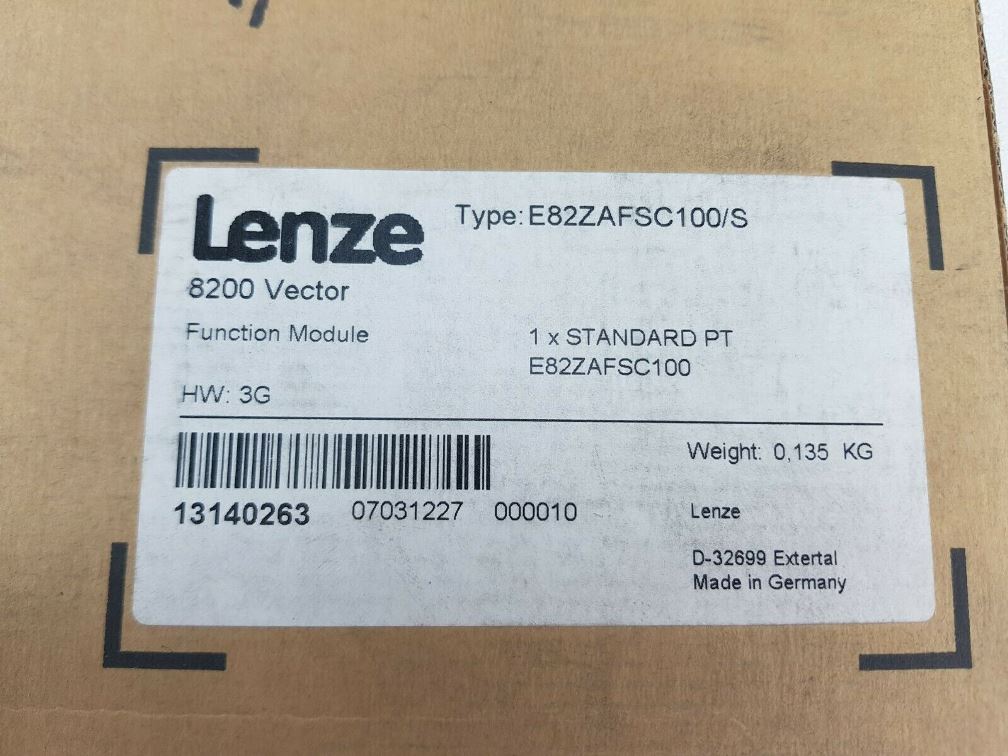 Lenze
Type: E82ZAFSC100/S
8200 Vector
Function Module
1 x STANDARD PT
E82ZAFSC100
HW: 3G
Weight: 0,135 KG
13140263 07031227 000010
Lenze
D-32699 Extertal
Made in Germany